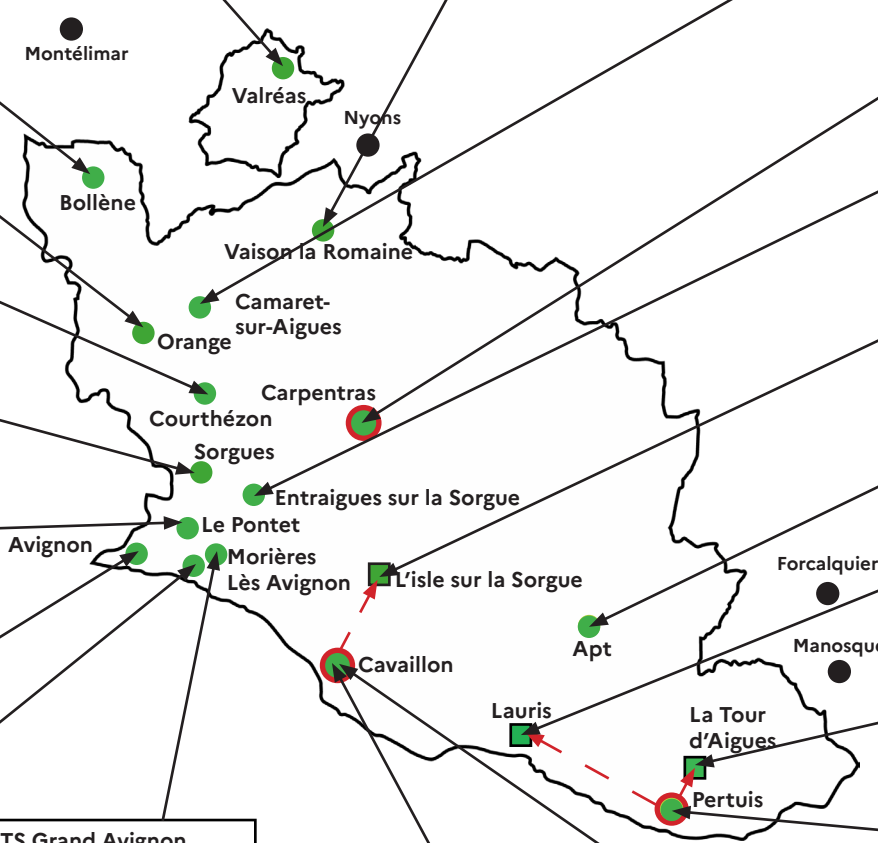 Montélimar
Valréas
Nyons
Bollène
Vaison la Romaine
Camaret-
sur-Aigues
Orange
Carpentras
Courthézon
Sorgues
Entraigues sur la Sorgue
Le Pontet
Avignon
Morières
Lès Avignon
L'isle sur la Sorgue
Forcalquier
Apt
Manosque
Cavaillon
Lauris
La Tour
d'Aigues
Pertuis
TS Grand Avignon